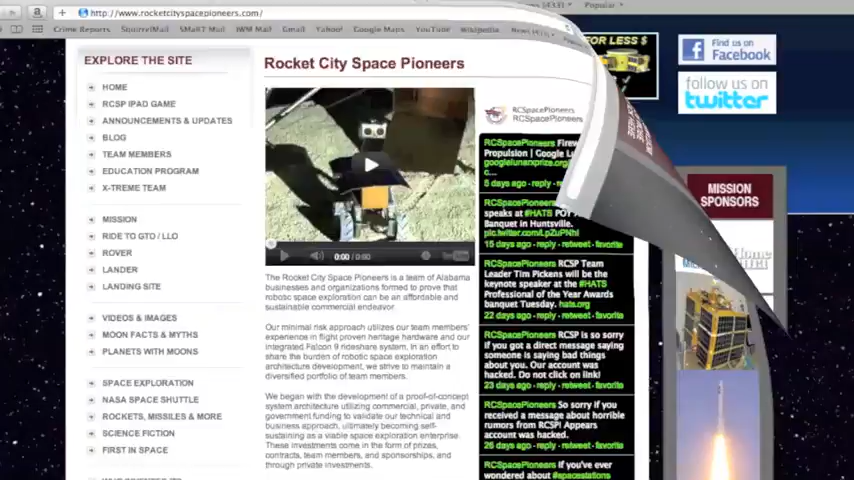 http://www.rocketcityspacepioneers.com/
Crime Reports
SquirrelMail
SMaRT Mail
IWM Mail
Gmail
Yahoo!
Google Maps
YouTube
Wikipedia
Popular
EXPLORE THE SITE
HOME
RCSP IPAD GAME
ANNOUNCEMENTS & UPDATES
BLOG
TEAM MEMBERS
EDUCATION PROGRAM
X-TREME TEAM
MISSION
RIDE TO GTO / LLO
ROVER
LANDER
LANDING SITE
VIDEOS & IMAGES
MOON FACTS & MYTHS
PLANETS WITH MOONS
SPACE EXPLORATION
NASA SPACE SHUTTLE
ROCKETS, MISSILES & MORE
SCIENCE FICTION
FIRST IN SPACE
Rocket City Space Pioneers
0:00 / 0:00
The Rocket City Space Pioneers is a team of Alabama
businesses and organizations formed to prove that
robotic space exploration can be an affordable and
sustainable commercial endeavor.
Our minimal risk approach utilizes our team members'
experience in flight proven heritage hardware and our
integrated Falcon 9 rideshare system. In an effort to
share the burden of robotic space exploration
architecture development, we strive to maintain a
diversified portfolio of team members.
We began with the development of a proof-of-concept
system architecture utilizing commercial, private, and
government funding to validate our technical and
business approach, ultimately becoming self-
sustaining as a viable space exploration enterprise.
These investments come in the form of prizes,
contracts, team members, and sponsorships, and
through private investments.
RCSpacePioneers
RCSpacePioneers
RCSpacePioneers
Propulsion | Google
googlelunarxprize.org
c...
5 days ago · reply
RCSpacePioneers
speaks at #HATS
Banquet in Huntsville.
pic.twitter.com/LpZuPNhl
15 days ago · reply · retweet · favorite
RCSpacePioneers RCSP Team
Leader Tim Pickens will be the
keynote speaker at the #HATS
Professional of the Year Awards
banquet Tuesday. hats.org
22 days ago · reply · retweet · favorite
RCSpacePioneers RCSP is so sorry
if you got a direct message saying
someone is saying bad things
about you. Our account was
hacked. Do not click on link!
23 days ago · reply · retweet · favorite
RCSpacePioneers So sorry if you
received a message about horrible
rumors from RCSP! Appears
account was hacked.
26 days ago · reply · retweet · favorite
RCSpacePioneers If you've ever
wondered about #spacestations
FOR LESS $
Find us on
Facebook
follow us on
twitter
MISSION
SPONSORS